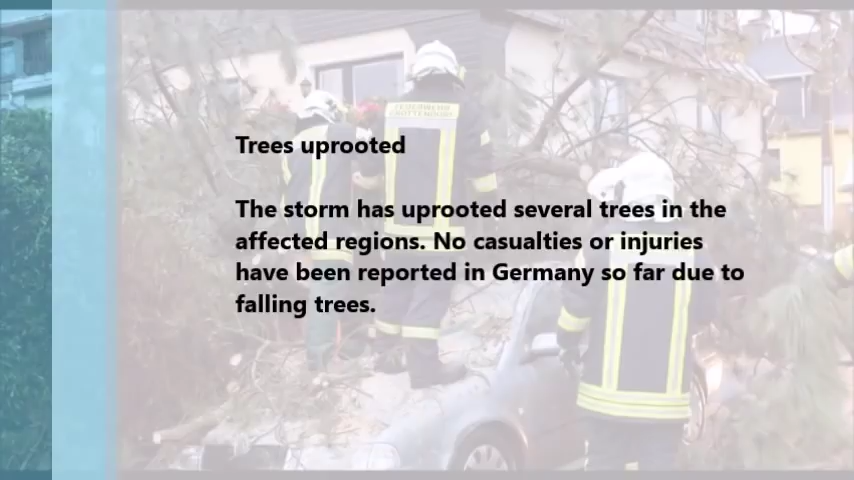 FEUERWEHR
Trees uprooted
The storm has uprooted several trees in the
affected regions. No casualties or injuries
have been reported in Germany so far due to
falling trees.